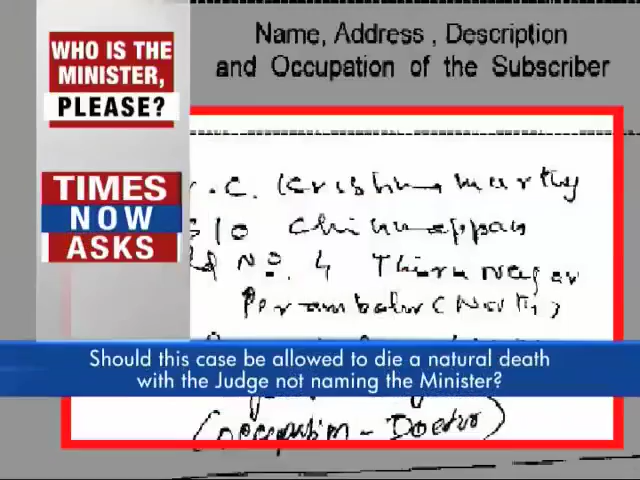 WHO IS THE
MINISTER,
PLEASE?
TIMES
NOW
ASKS
Name, Address , Description
and Occupation of the Subscriber
.C. Krishnamurthy
S/o Chinnappan
No. 4 Thiru Nagar
Perambalur (North)
Should this case be allowed to die a natural death
with the Judge not naming the Minister?
(Occupation - Doctor)